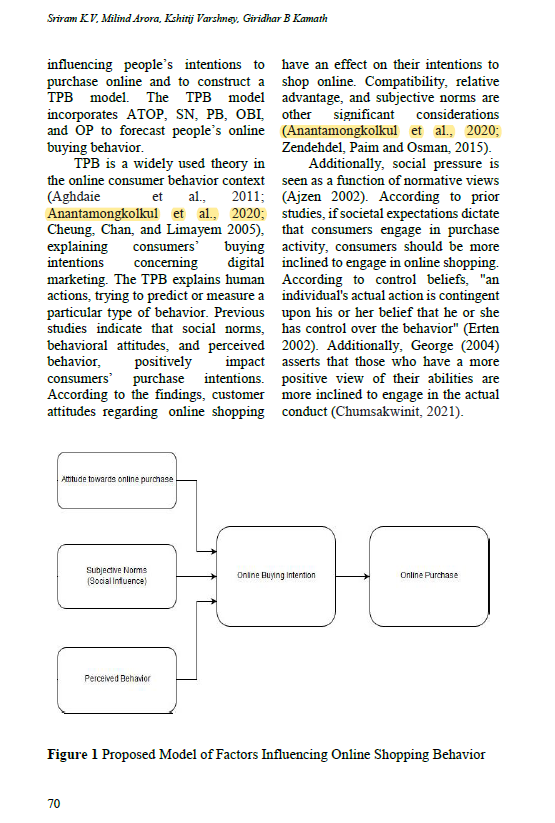 Sriram K.V, Milind Arora, Kshitij Varshney, Giridhar B Kamath
influencing people's intentions to
purchase online and to construct a
TPB model. The TPB model
incorporates ATOP, SN, PB, OBI,
and OP to forecast people's online
buying behavior.
TPB is a widely used theory in
the online consumer behavior context
(Aghdaie et al., 2011;
Anantamongkolkul et al., 2020;
Cheung, Chan, and Limayem 2005),
explaining consumers' buying
intentions concerning digital
marketing. The TPB explains human
actions, trying to predict or measure a
particular type of behavior. Previous
studies indicate that social norms,
behavioral attitudes, and perceived
behavior, positively impact
consumers' purchase intentions.
According to the findings, customer
attitudes regarding online shopping
have an effect on their intentions to
shop online. Compatibility, relative
advantage, and subjective norms are
other significant considerations
(Anantamongkolkul et al., 2020;
Zendehdel, Paim and Osman, 2015).
Additionally, social pressure is
seen as a function of normative views
(Ajzen 2002). According to prior
studies, if societal expectations dictate
that consumers engage in purchase
activity, consumers should be more
inclined to engage in online shopping.
According to control beliefs, "an
individual's actual action is contingent
upon his or her belief that he or she
has control over the behavior" (Erten
2002). Additionally, George (2004)
asserts that those who have a more
positive view of their abilities are
more inclined to engage in the actual
conduct (Chumsakwinit, 2021).
Attitude towards online purchase
Subjective Norms
(Social Influence)
Perceived Behavior
Online Buying Intention
Online Purchase
Figure 1 Proposed Model of Factors Influencing Online Shopping Behavior
70